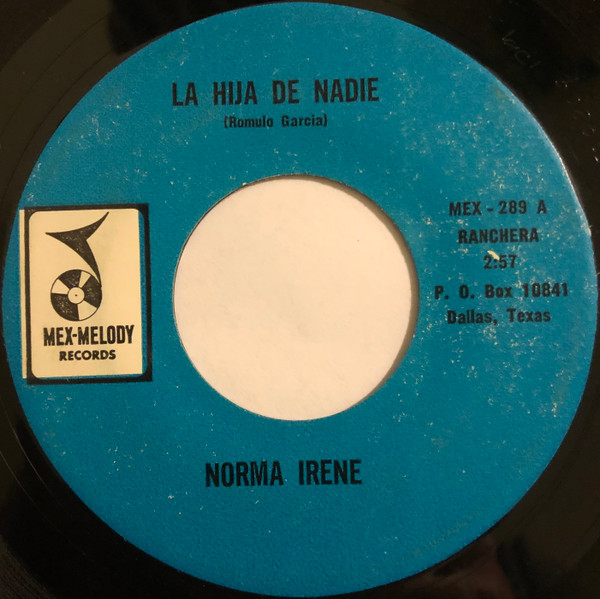 LA HIJA DE NADIE
(Romulo Garcia)
MEX - 289 A
RANCHERA
2:57
P. O. Box 10841
Dallas, Texas
MEX-MELODY
RECORDS
NORMA IRENE